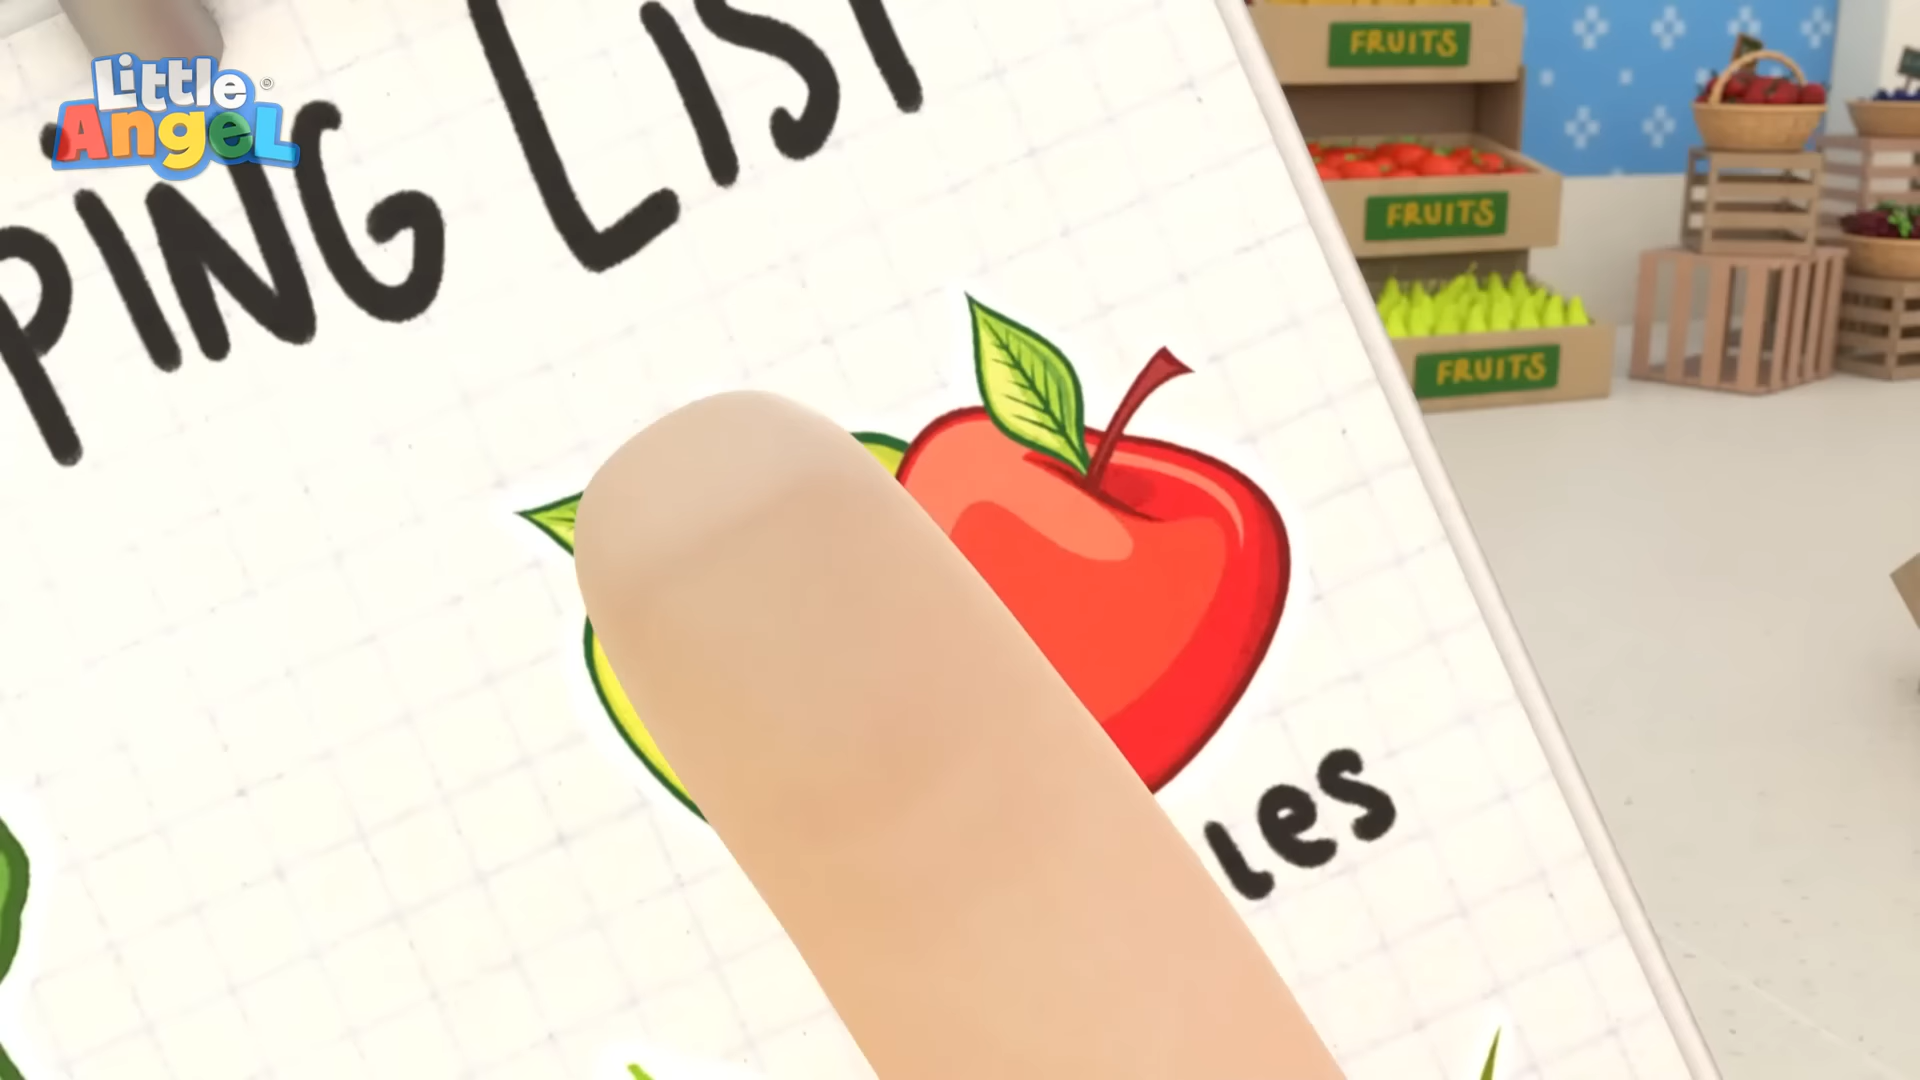 Little
Angel
PING LIST
les
FRUITS
FRUITS
FRUITS